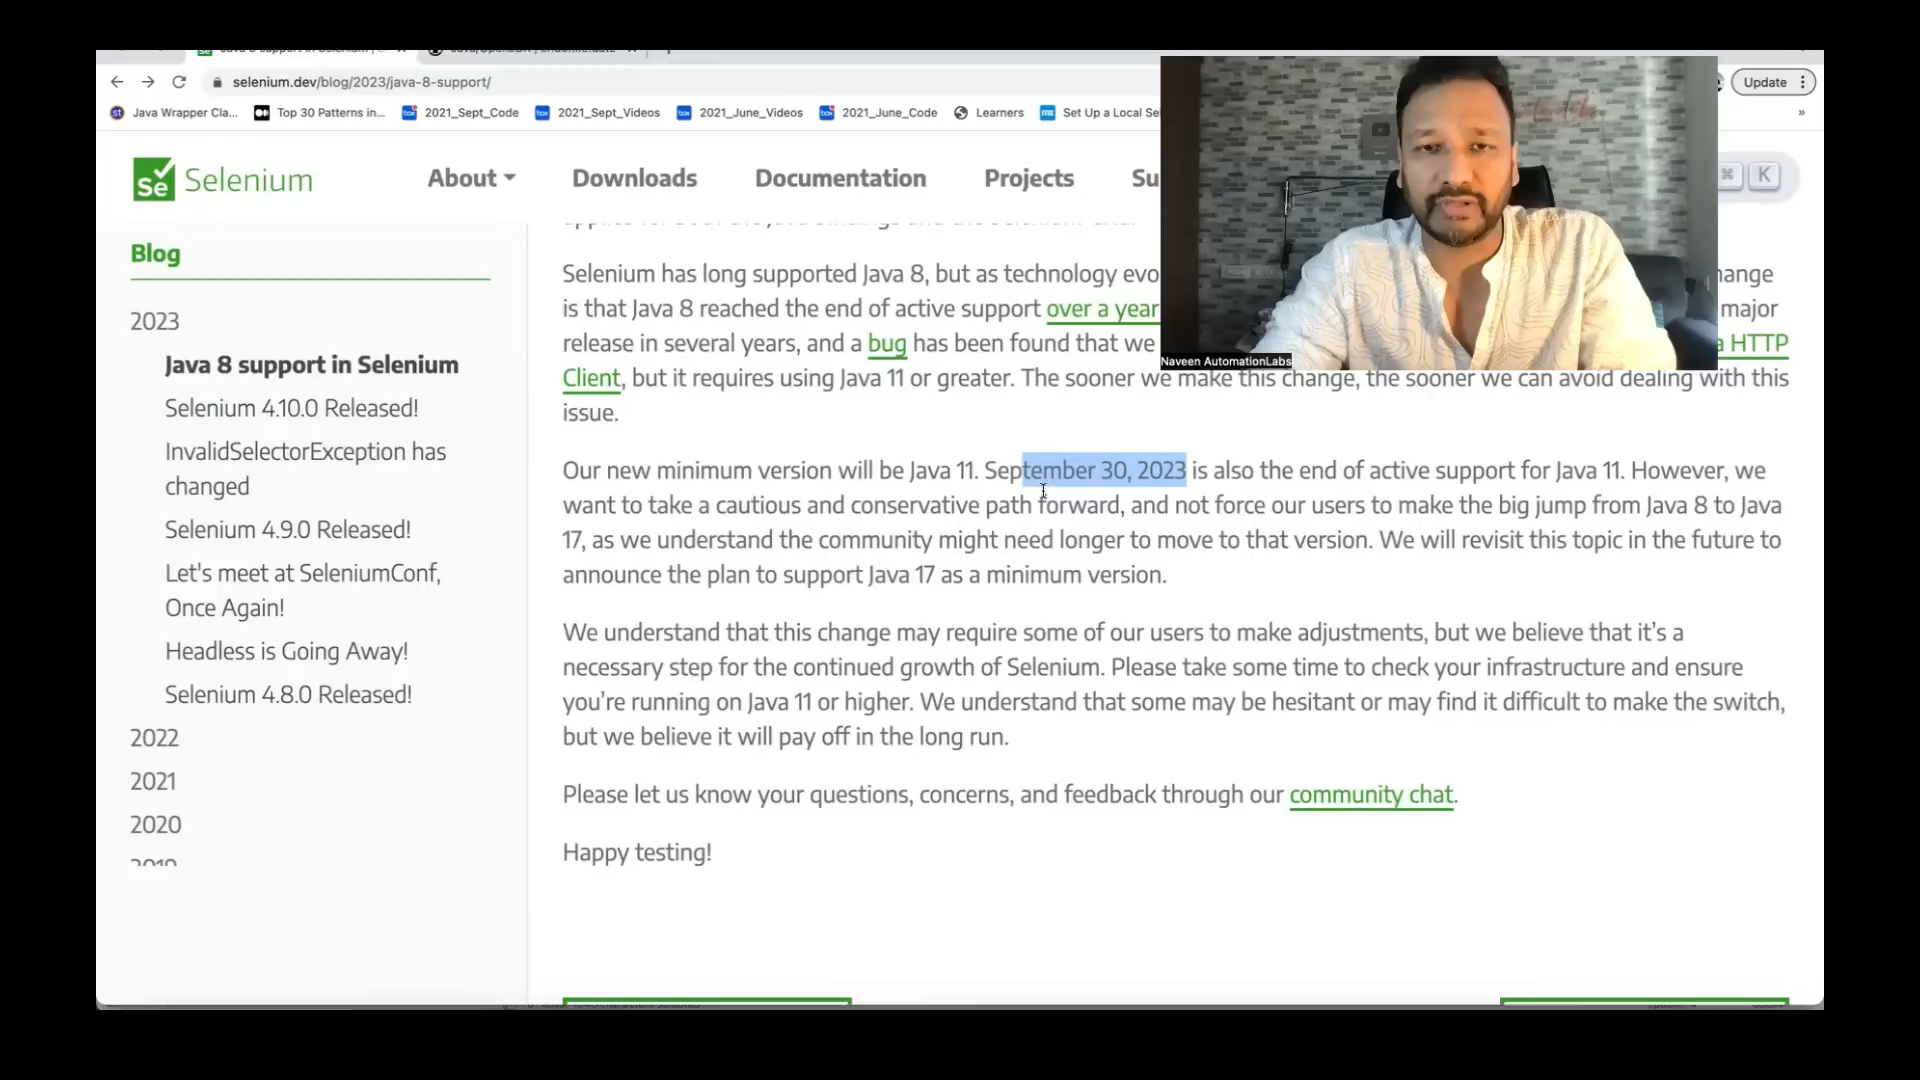 selenium.dev/blog/2023/java-8-support/
Update
Java Wrapper Cla...
Top 30 Patterns in...
2021_Sept_Code
2021_Sept_Videos
2021_June_Videos
2021_June_Code
Learners
Set Up a Local Sel
»
Se Selenium
About
Downloads
Documentation
Projects
Su
⌘ K
Blog
2023
Java 8 support in Selenium
Selenium 4.10.0 Released!
InvalidSelectorException has
changed
Selenium 4.9.0 Released!
Let's meet at SeleniumConf,
Once Again!
Headless is Going Away!
Selenium 4.8.0 Released!
2022
2021
2020
2019
Selenium has long supported Java 8, but as technology evo
is that Java 8 reached the end of active support over a year major
release in several years, and a bug has been found that we HTTP
Client, but it requires using Java 11 or greater. The sooner we make this change, the sooner we can avoid dealing with this
issue.
Our new minimum version will be Java 11. September 30, 2023 is also the end of active support for Java 11. However, we
want to take a cautious and conservative path forward, and not force our users to make the big jump from Java 8 to Java
17, as we understand the community might need longer to move to that version. We will revisit this topic in the future to
announce the plan to support Java 17 as a minimum version.
We understand that this change may require some of our users to make adjustments, but we believe that it's a
necessary step for the continued growth of Selenium. Please take some time to check your infrastructure and ensure
you're running on Java 11 or higher. We understand that some may be hesitant or may find it difficult to make the switch,
but we believe it will pay off in the long run.
Please let us know your questions, concerns, and feedback through our community chat.
Happy testing!
Naveen AutomationLabs